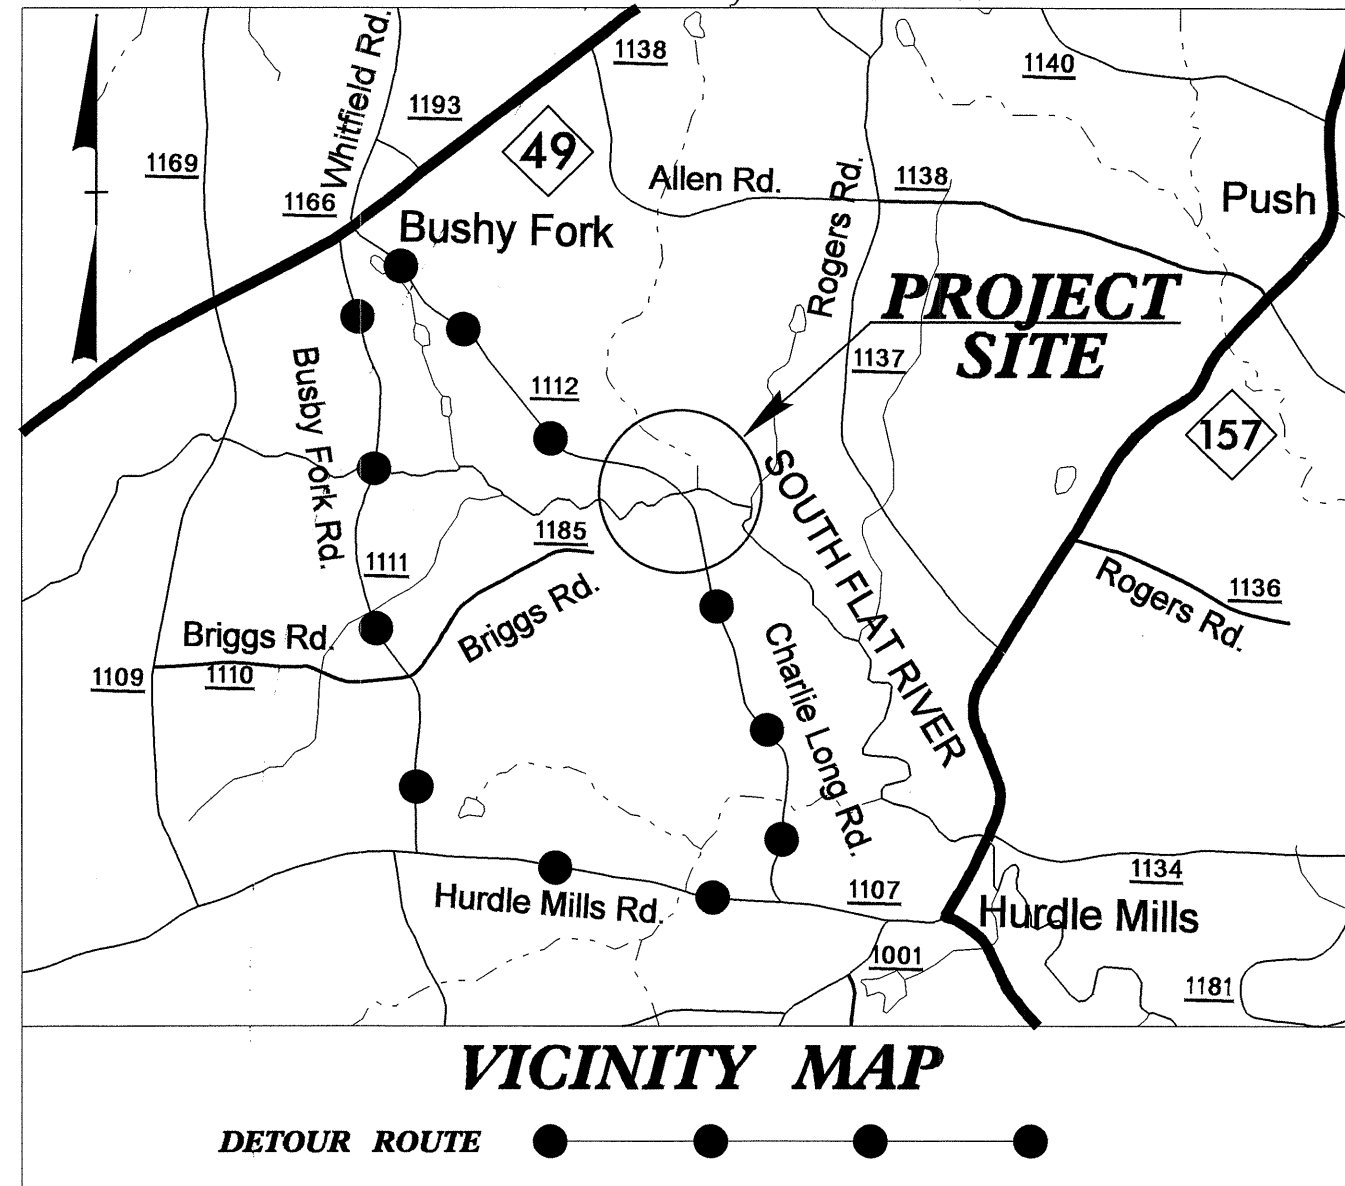 1138
1140
Whitfield Rd.
1193
49
1169
Allen Rd.
Rogers Rd.
1138
Push
1166
Bushy Fork
PROJECT
SITE
1137
Busby Fork Rd.
1112
157
SOUTH FLAT RIVER
1185
1111
Briggs Rd.
Rogers Rd.
1136
Briggs Rd.
1109
1110
Charlie Long Rd.
Hurdle Mills Rd.
1107
1134
Hurdle Mills
1001
1181
VICINITY MAP
DETOUR ROUTE